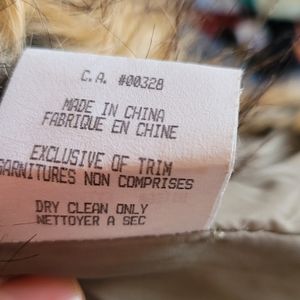 C.A. #00328
MADE IN CHINA
FABRIQUE EN CHINE
EXCLUSIVE OF TRIM
GARNITURES NON COMPRISES
DRY CLEAN ONLY
NETTOYER A SEC